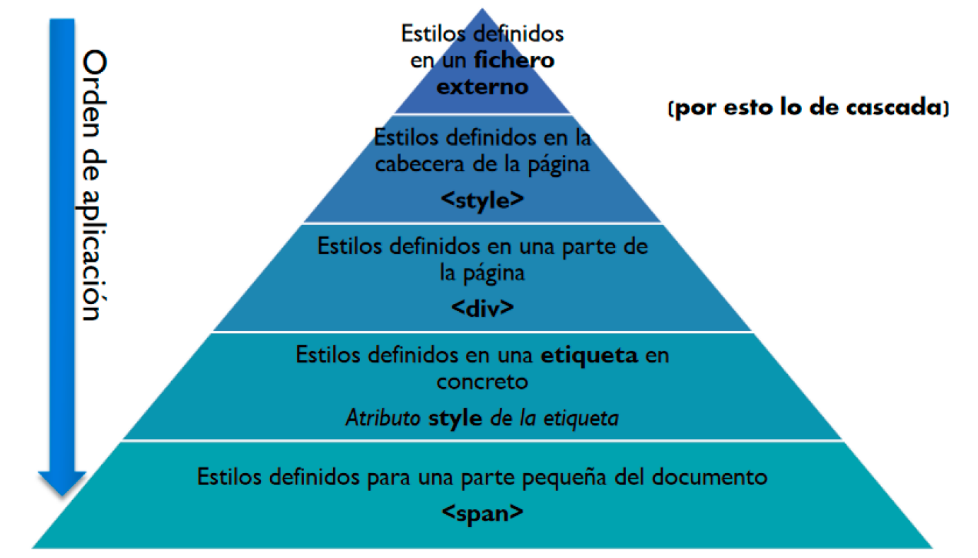 Orden de aplicación
Estilos definidos
en un fichero
externo
(por esto lo de cascada)
Estilos definidos en la
cabecera de la página
<style>
Estilos definidos en una parte de
la página
<div>
Estilos definidos en una etiqueta en
concreto
Atributo style de la etiqueta
Estilos definidos para una parte pequeña del documento
<span>